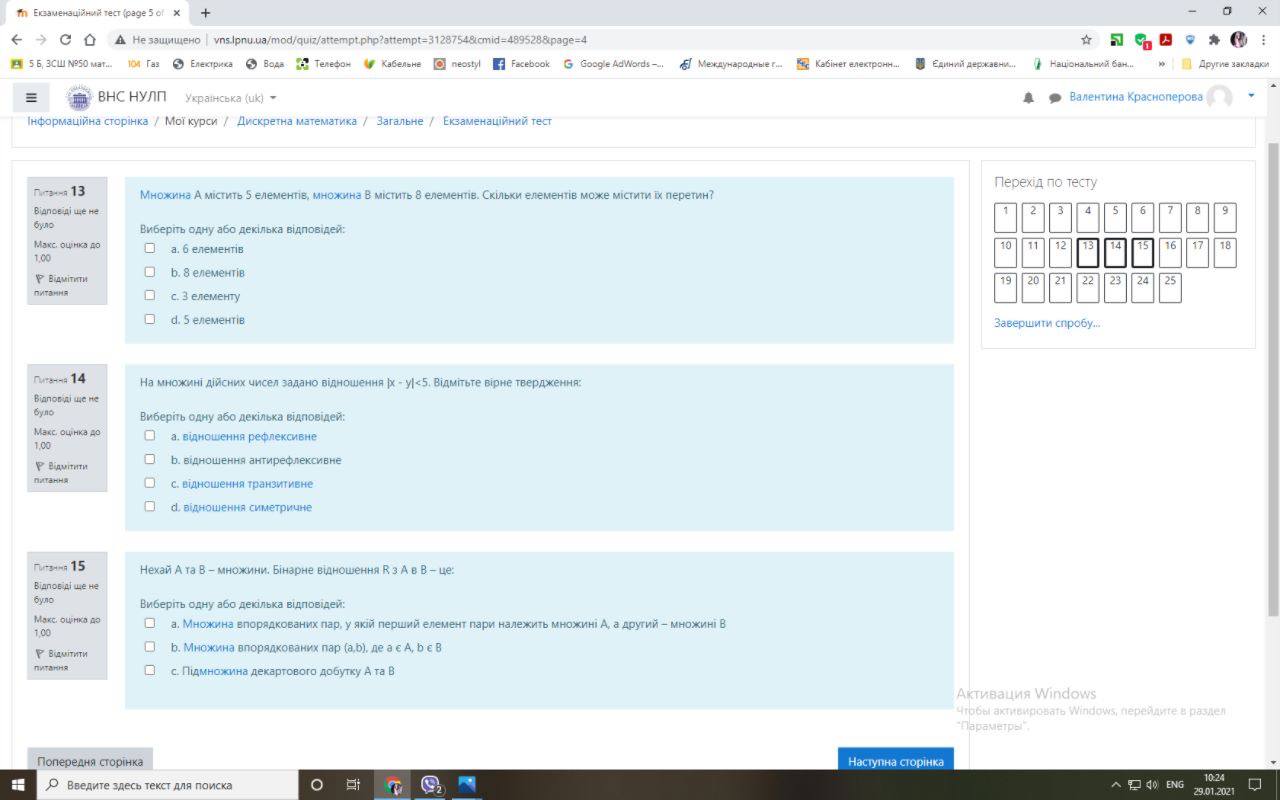 Екзаменаційний тест (page 5 of
Не защищено | vns.lpnu.ua/mod/quiz/attempt.php?attempt=3128754&cmid=489528&page=4
5 Б, ЗСШ №50 мат... 104 Газ Електрика Вода Телефон Кабельне neostyl Facebook Google AdWords –... Международные г... Кабінет електронн... Єдиний державни... Національний бан... » Другие закладки
ВНС НУЛП Українська (uk) Валентина Красноперова
Інформаційна сторінка / Мої курси / Дискретна математика / Загальне / Екзаменаційний тест
Питання 13
Відповіді ще не
було
Макс. оцінка до
1,00
Відмітити
питання
Множина А містить 5 елементів, множина В містить 8 елементів. Скільки елементів може містити їх перетин?
Виберіть одну або декілька відповідей:
a. 6 елементів
b. 8 елементів
c. 3 елементу
d. 5 елементів
Питання 14
Відповіді ще не
було
Макс. оцінка до
1,00
Відмітити
питання
На множині дійсних чисел задано відношення |x - y|<5. Відмітьте вірне твердження:
Виберіть одну або декілька відповідей:
a. відношення рефлексивне
b. відношення антирефлексивне
c. відношення транзитивне
d. відношення симетричне
Питання 15
Відповіді ще не
було
Макс. оцінка до
1,00
Відмітити
питання
Нехай А та В – множини. Бінарне відношення R з А в В – це:
Виберіть одну або декілька відповідей:
a. Множина впорядкованих пар, у якій перший елемент пари належить множині А, а другий – множині В
b. Множина впорядкованих пар (a,b), де a є A, b є B
c. Підмножина декартового добутку А та В
Попередня сторінка
Наступна сторінка
Перехід по тесту
1 2 3 4 5 6 7 8 9
10 11 12 13 14 15 16 17 18
19 20 21 22 23 24 25
Завершити спробу...
Активация Windows
Чтобы активировать Windows, перейдите в раздел
"Параметры".
Введите здесь текст для поиска
2
ENG
10:24
29.01.2021